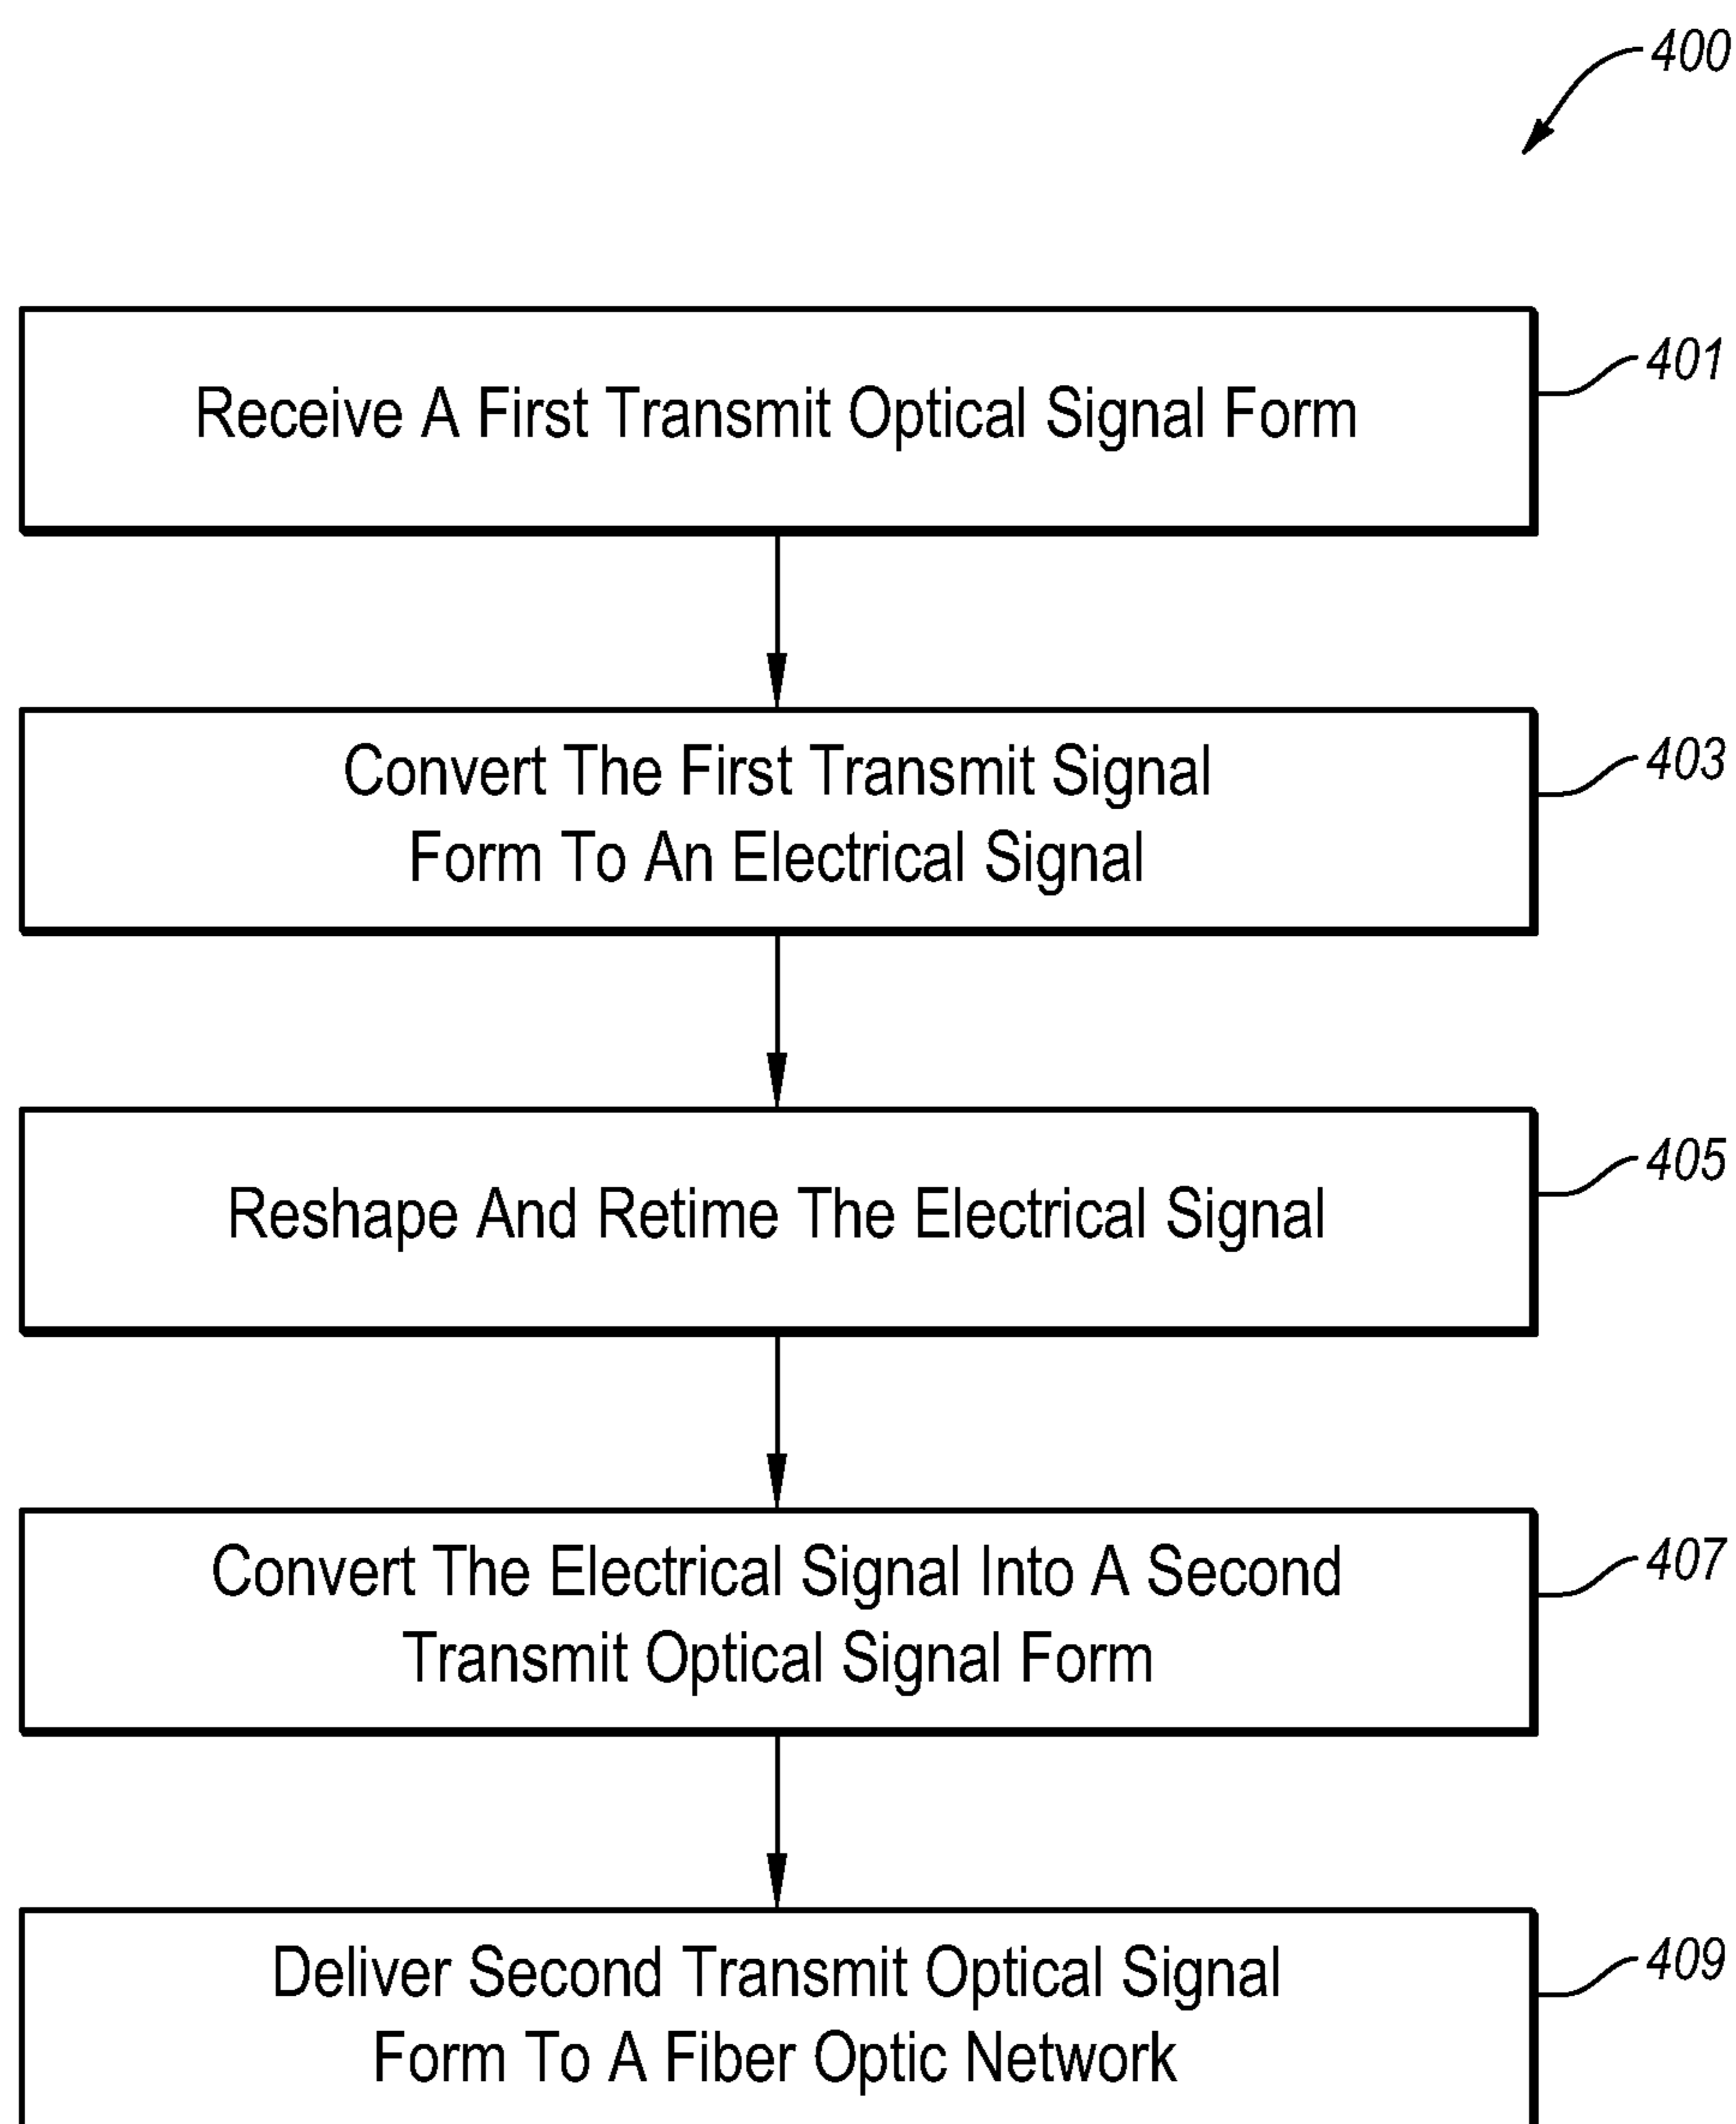 400
Receive A First Transmit Optical Signal Form
401
Convert The First Transmit Signal
Form To An Electrical Signal
403
Reshape And Retime The Electrical Signal
405
Convert The Electrical Signal Into A Second
Transmit Optical Signal Form
407
Deliver Second Transmit Optical Signal
Form To A Fiber Optic Network
409